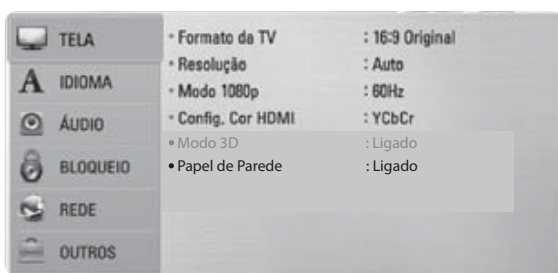 TELA
IDIOMA
ÁUDIO
BLOQUEIO
REDE
OUTROS
• Formato da TV : 16:9 Original
• Resolução : Auto
• Modo 1080p : 60Hz
• Config. Cor HDMI : YCbCr
• Modo 3D : Ligado
• Papel de Parede : Ligado